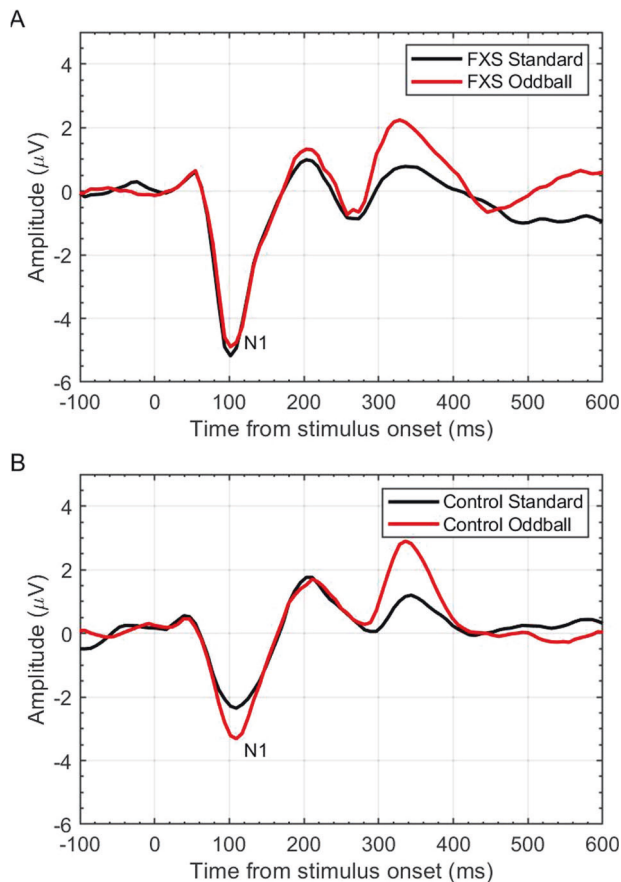 A
FXS Standard
FXS Oddball
4
2
0
-2
-4
-6
Amplitude (μV)
N1
-100 0 100 200 300 400 500 600
Time from stimulus onset (ms)
B
Control Standard
Control Oddball
4
2
0
-2
-4
-6
Amplitude (μV)
N1
-100 0 100 200 300 400 500 600
Time from stimulus onset (ms)